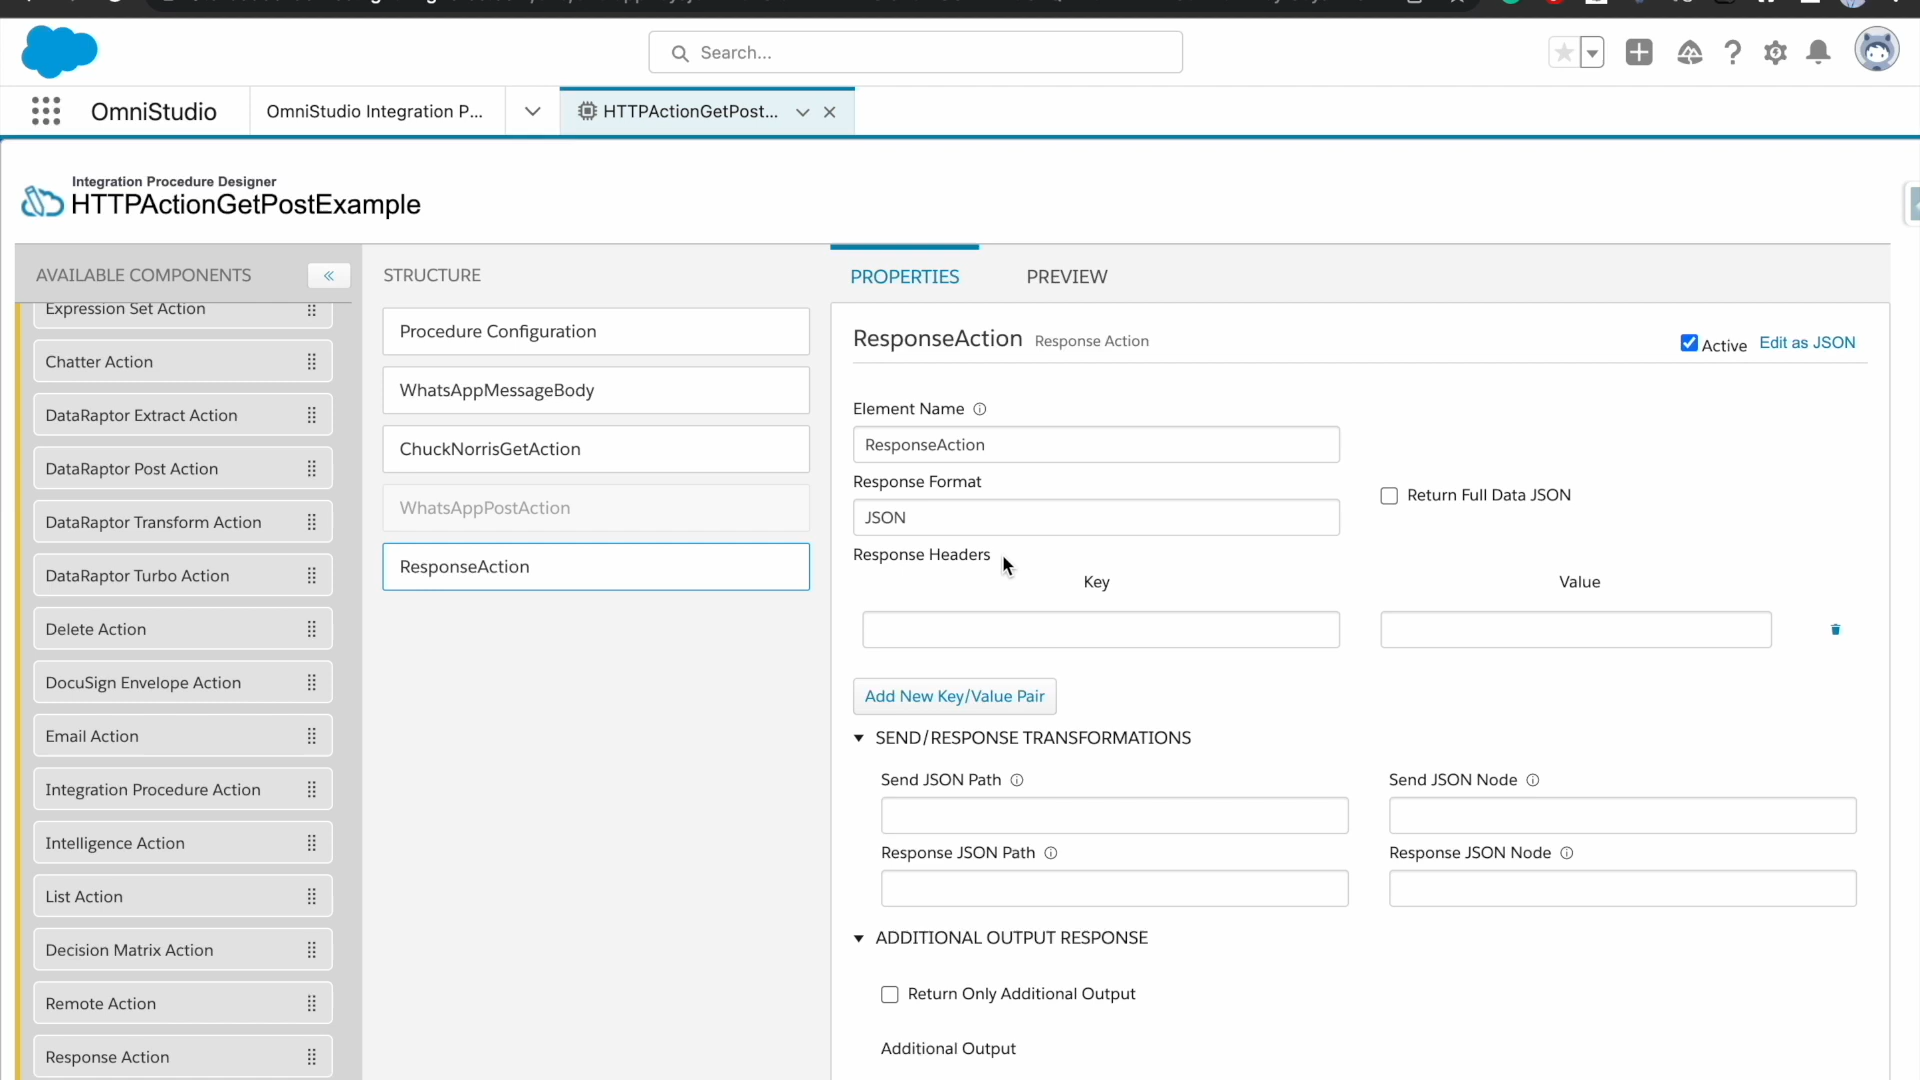 Search...
OmniStudio
OmniStudio Integration P...
HTTPActionGetPost...
Integration Procedure Designer
HTTPActionGetPostExample
AVAILABLE COMPONENTS
Expression Set Action
Chatter Action
DataRaptor Extract Action
DataRaptor Post Action
DataRaptor Transform Action
DataRaptor Turbo Action
Delete Action
DocuSign Envelope Action
Email Action
Integration Procedure Action
Intelligence Action
List Action
Decision Matrix Action
Remote Action
Response Action
STRUCTURE
Procedure Configuration
WhatsAppMessageBody
ChuckNorrisGetAction
WhatsAppPostAction
ResponseAction
PROPERTIES
PREVIEW
ResponseAction Response Action
Active Edit as JSON
Element Name
ResponseAction
Response Format
JSON
Return Full Data JSON
Response Headers
Key
Value
Add New Key/Value Pair
SEND/RESPONSE TRANSFORMATIONS
Send JSON Path
Send JSON Node
Response JSON Path
Response JSON Node
ADDITIONAL OUTPUT RESPONSE
Return Only Additional Output
Additional Output